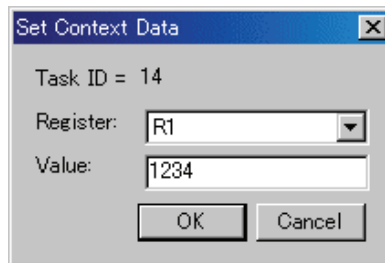 Set Context Data
Task ID = 14
Register: R1
Value: 1234
OK Cancel